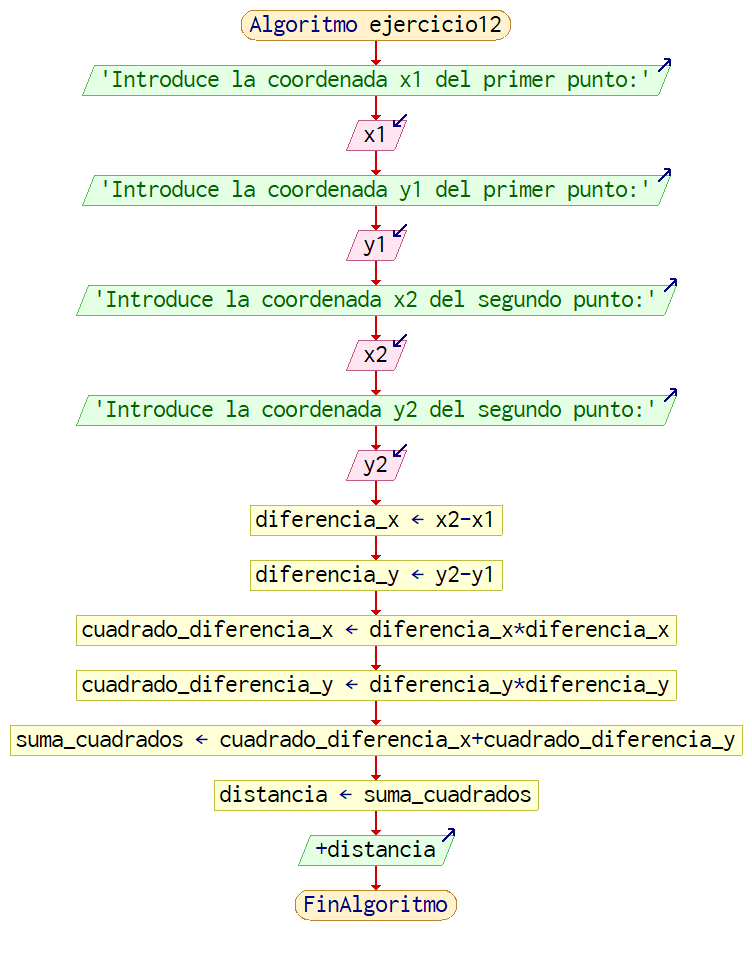 Algoritmo ejercicio12
'Introduce la coordenada x1 del primer punto:'
x1
'Introduce la coordenada y1 del primer punto:'
y1
'Introduce la coordenada x2 del segundo punto:'
x2
'Introduce la coordenada y2 del segundo punto:'
y2
diferencia_x ← x2-x1
diferencia_y ← y2-y1
cuadrado_diferencia_x ← diferencia_x*diferencia_x
cuadrado_diferencia_y ← diferencia_y*diferencia_y
suma_cuadrados ← cuadrado_diferencia_x+cuadrado_diferencia_y
distancia ← suma_cuadrados
+distancia
FinAlgoritmo